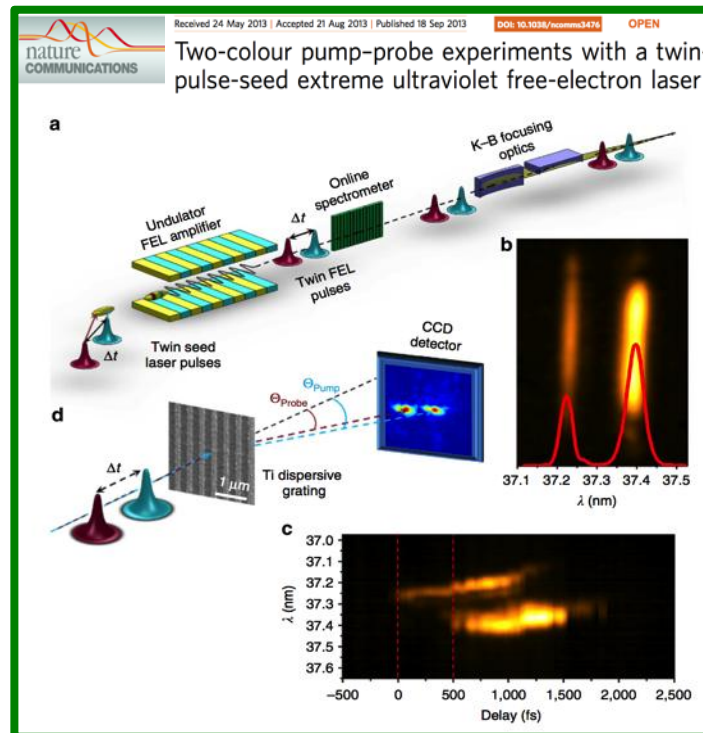 nature
COMMUNICATIONS
Received 24 May 2013 | Accepted 21 Aug 2013 | Published 18 Sep 2013
DOI: 10.1038/ncomms3476
OPEN
Two-colour pump–probe experiments with a twin-
pulse-seed extreme ultraviolet free-electron laser
a
K–B focusing
optics
Online
spectrometer
Undulator
FEL amplifier
Δt
Twin FEL
pulses
Δt
Twin seed
laser pulses
b
37.1 37.2 37.3 37.4 37.5
λ (nm)
d
CCD
detector
ΘPump
ΘProbe
Δt
1 μm
Ti dispersive
grating
c
37.0
37.1
37.2
37.3
37.4
37.5
37.6
λ (nm)
–500 0 500 1,000 1,500 2,000 2,500
Delay (fs)